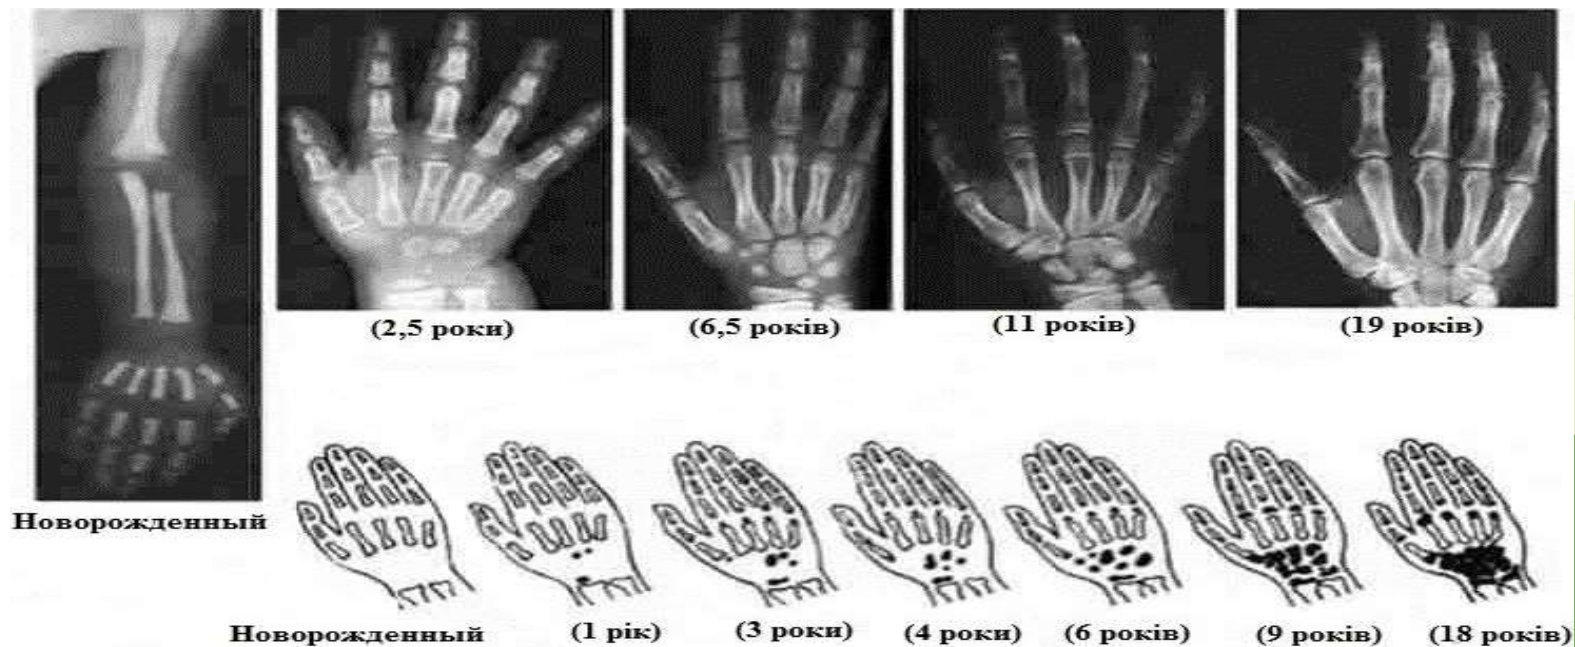 (2,5 роки)
(6,5 років)
(11 років)
(19 років)
Новорожденный
Новорожденный
(1 рік)
(3 роки)
(4 роки)
(6 років)
(9 років)
(18 років)